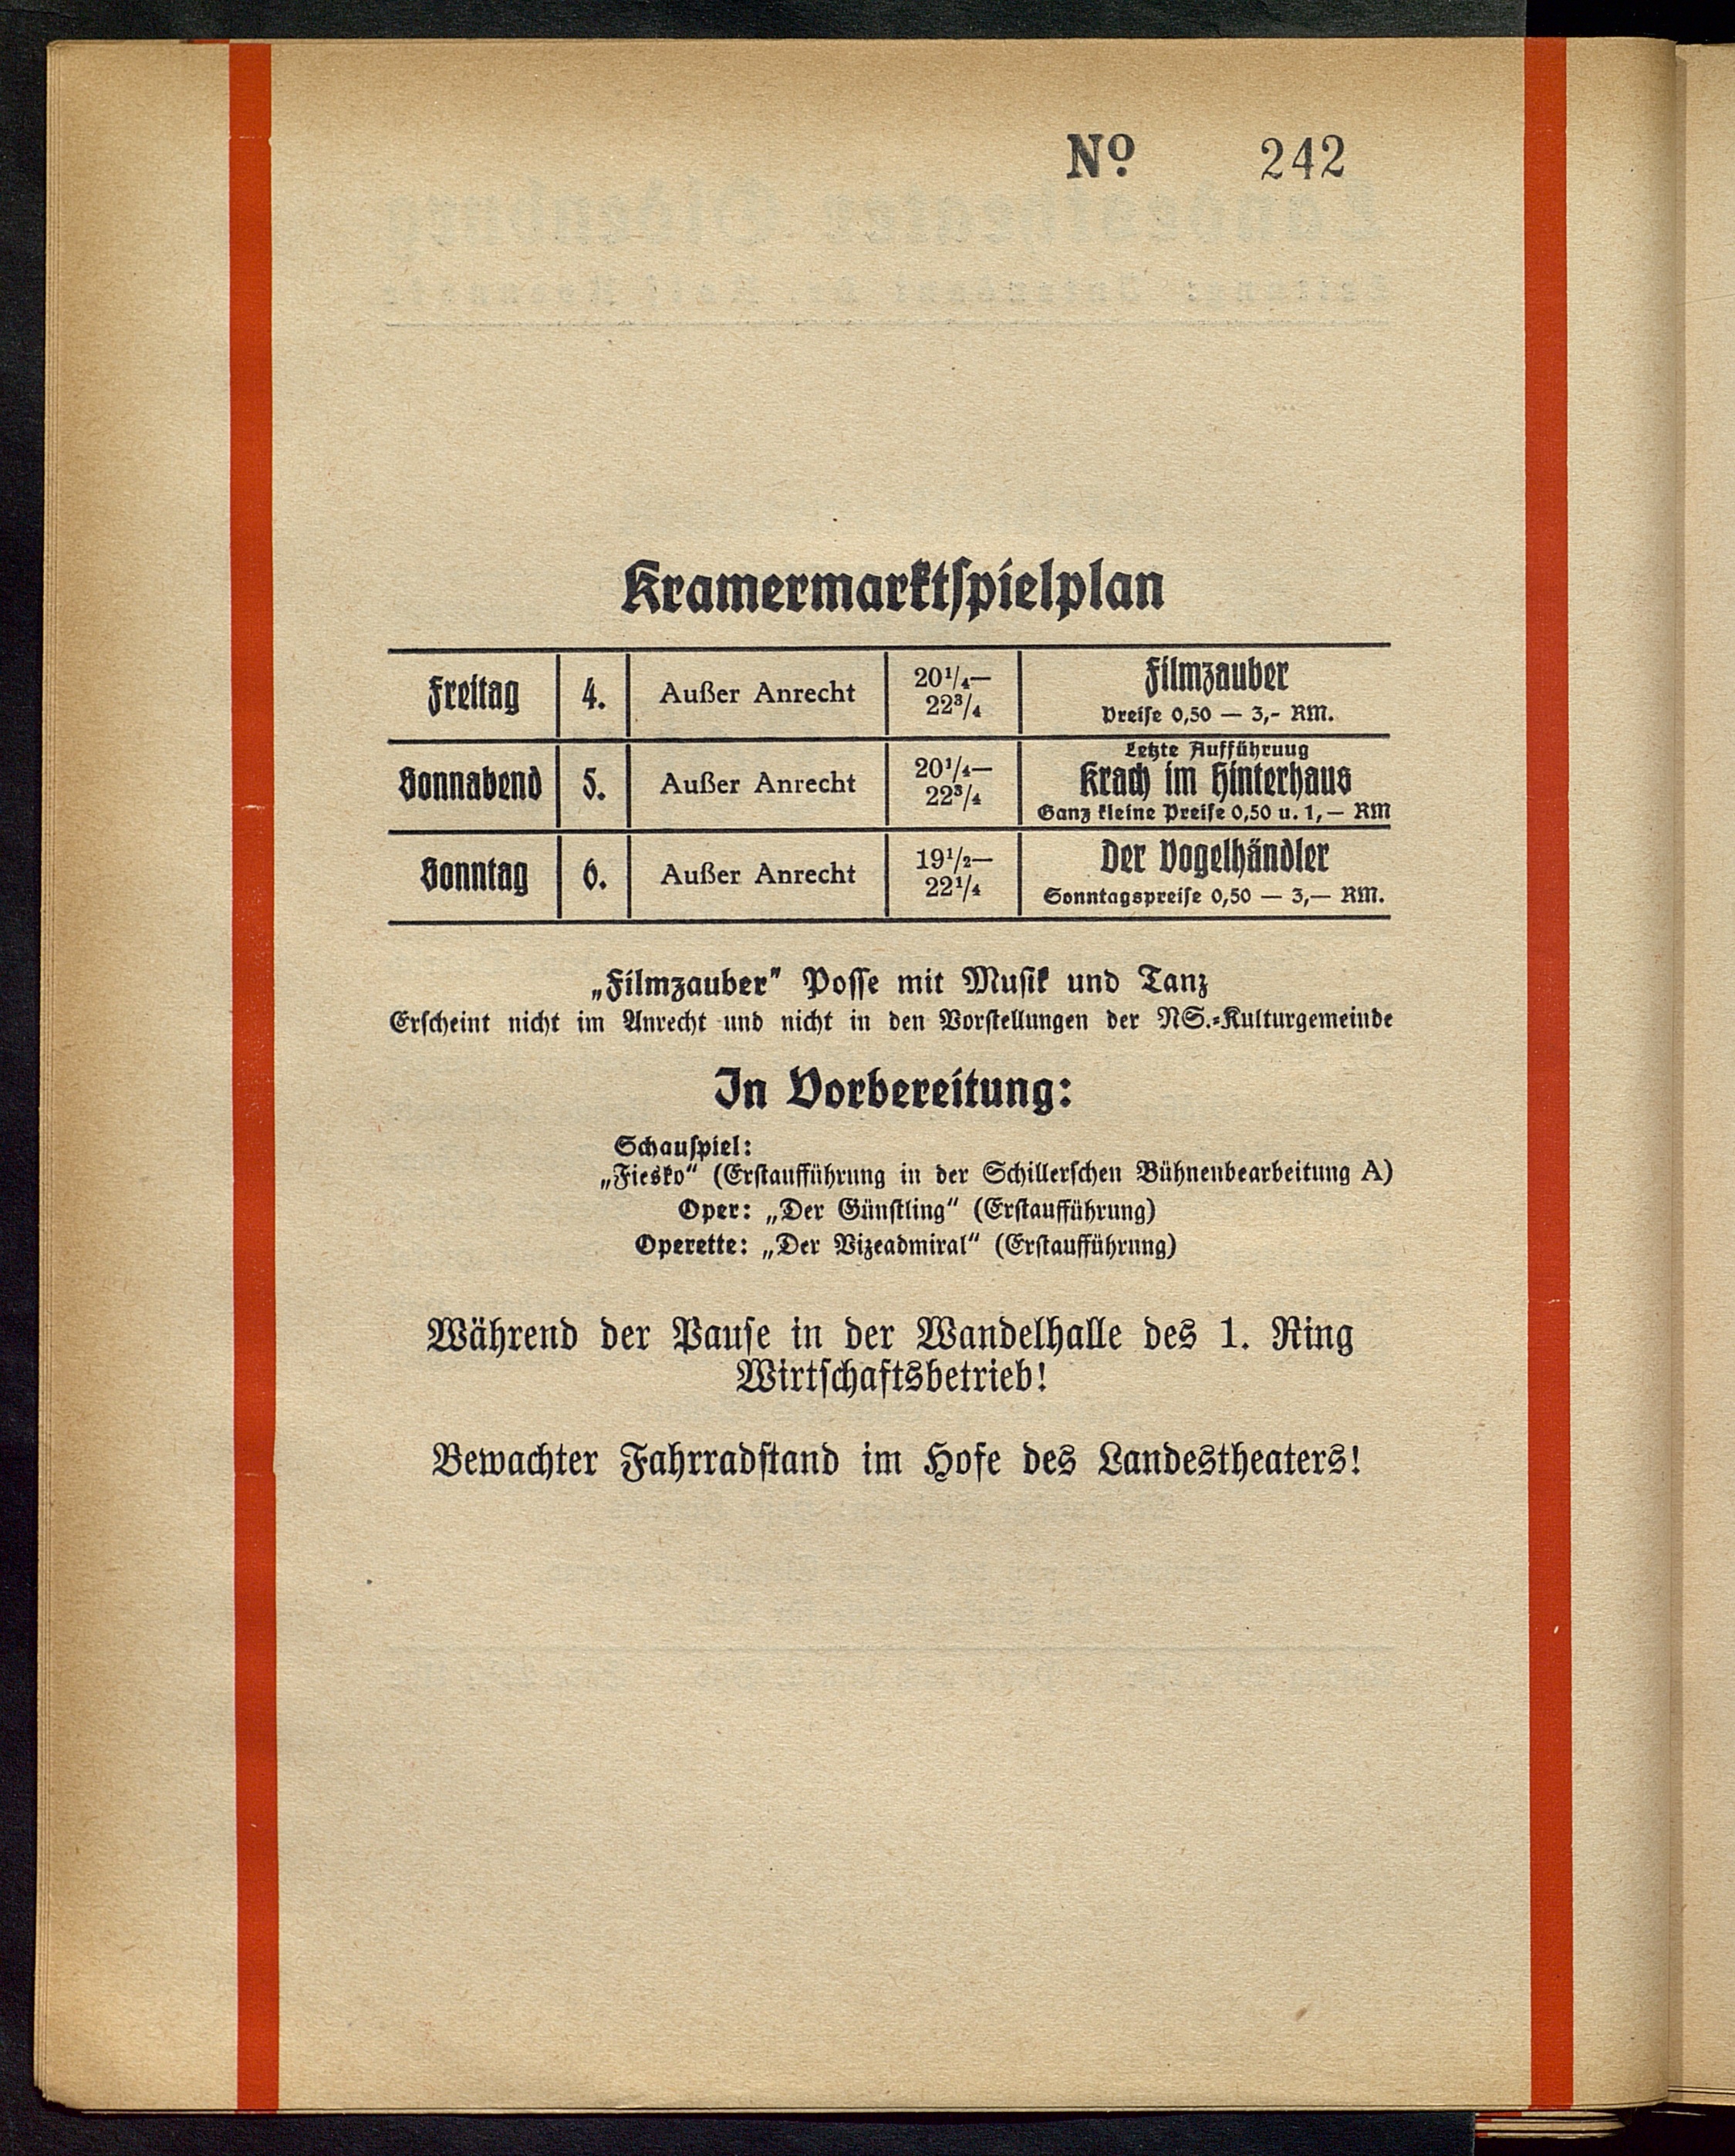 Nº 242
Kramermarktspielplan
Freitag 4. Außer Anrecht 20¹/₄— 22³/₄ Filmzauber
Preise 0,50 — 3,- RM.
Sonnabend 5. Außer Anrecht 20¹/₄— 22³/₄ Letzte Aufführung
Krach im Hinterhaus
Ganz kleine Preise 0,50 u. 1,— RM
Sonntag 6. Außer Anrecht 19¹/₂— 22¹/₄ Der Vogelhändler
Sonntagspreise 0,50 — 3,— RM.
„Filmzauber" Posse mit Musik und Tanz
Erscheint nicht im Anrecht und nicht in den Vorstellungen der NS.-Kulturgemeinde
In Vorbereitung:
Schauspiel:
„Fiesko“ (Erstaufführung in der Schillerschen Bühnenbearbeitung A)
Oper: „Der Günstling“ (Erstaufführung)
Operette: „Der Vizeadmiral“ (Erstaufführung)
Während der Pause in der Wandelhalle des 1. Ring
Wirtschaftsbetrieb!
Bewachter Fahrradstand im Hofe des Landestheaters!